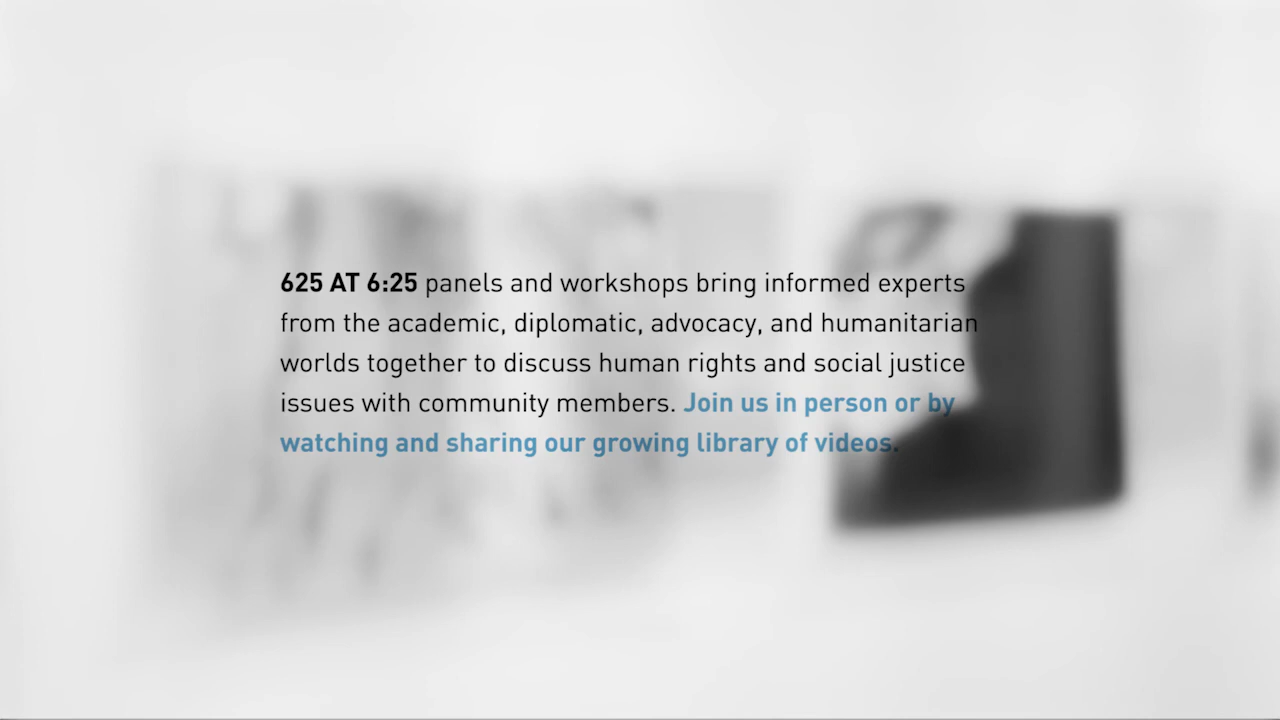 625 AT 6:25 panels and workshops bring informed experts
from the academic, diplomatic, advocacy, and humanitarian
worlds together to discuss human rights and social justice
issues with community members. Join us in person or by
watching and sharing our growing library of videos.